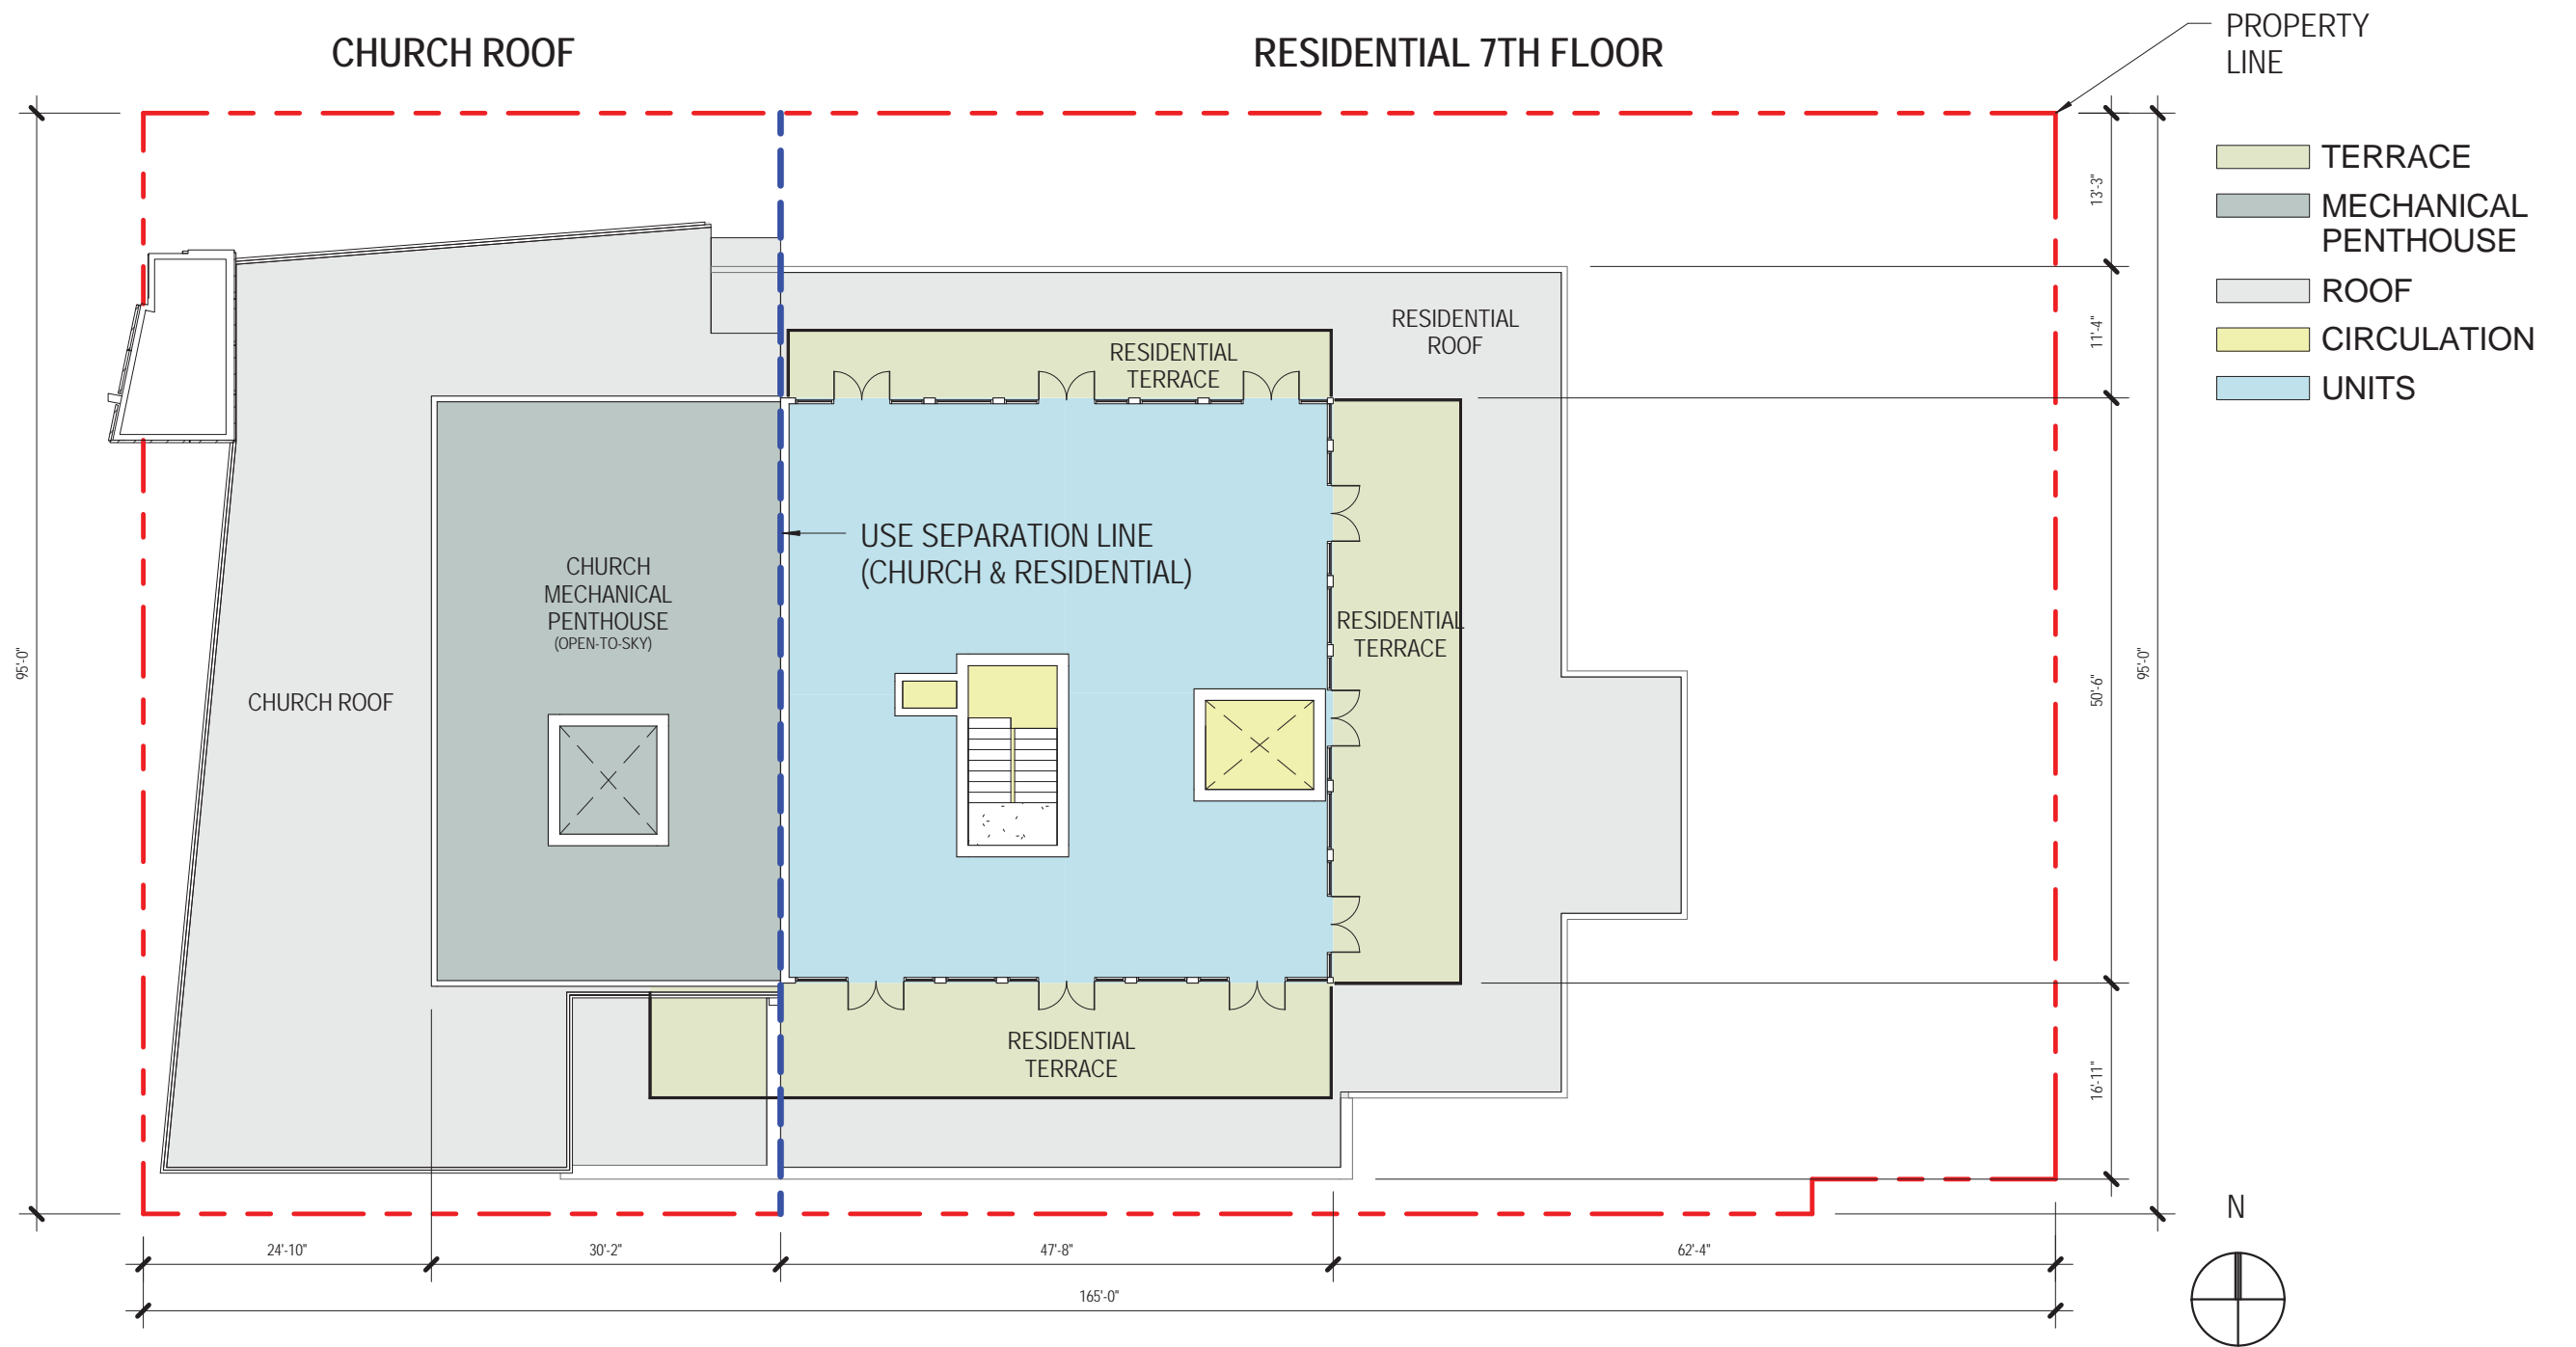 CHURCH ROOF
RESIDENTIAL 7TH FLOOR
PROPERTY
LINE
TERRACE
MECHANICAL
PENTHOUSE
ROOF
CIRCULATION
UNITS
RESIDENTIAL
ROOF
RESIDENTIAL
TERRACE
USE SEPARATION LINE
(CHURCH & RESIDENTIAL)
CHURCH
MECHANICAL
PENTHOUSE
(OPEN-TO-SKY)
RESIDENTIAL
TERRACE
CHURCH ROOF
RESIDENTIAL
TERRACE
95'-0"
13'-3"
11'-4"
50'-6"
16'-11"
95'-0"
N
24'-10"
30'-2"
47'-8"
62'-4"
165'-0"